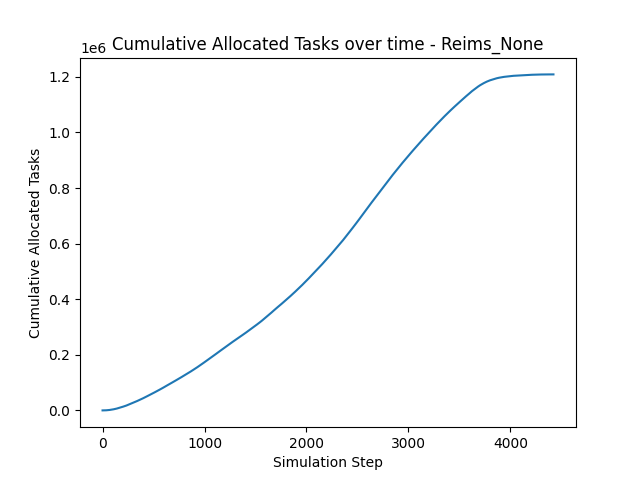 Cumulative Allocated Tasks over time - Reims_None
1e6
1.2
1.0
0.8
0.6
0.4
0.2
0.0
Cumulative Allocated Tasks
0 1000 2000 3000 4000
Simulation Step